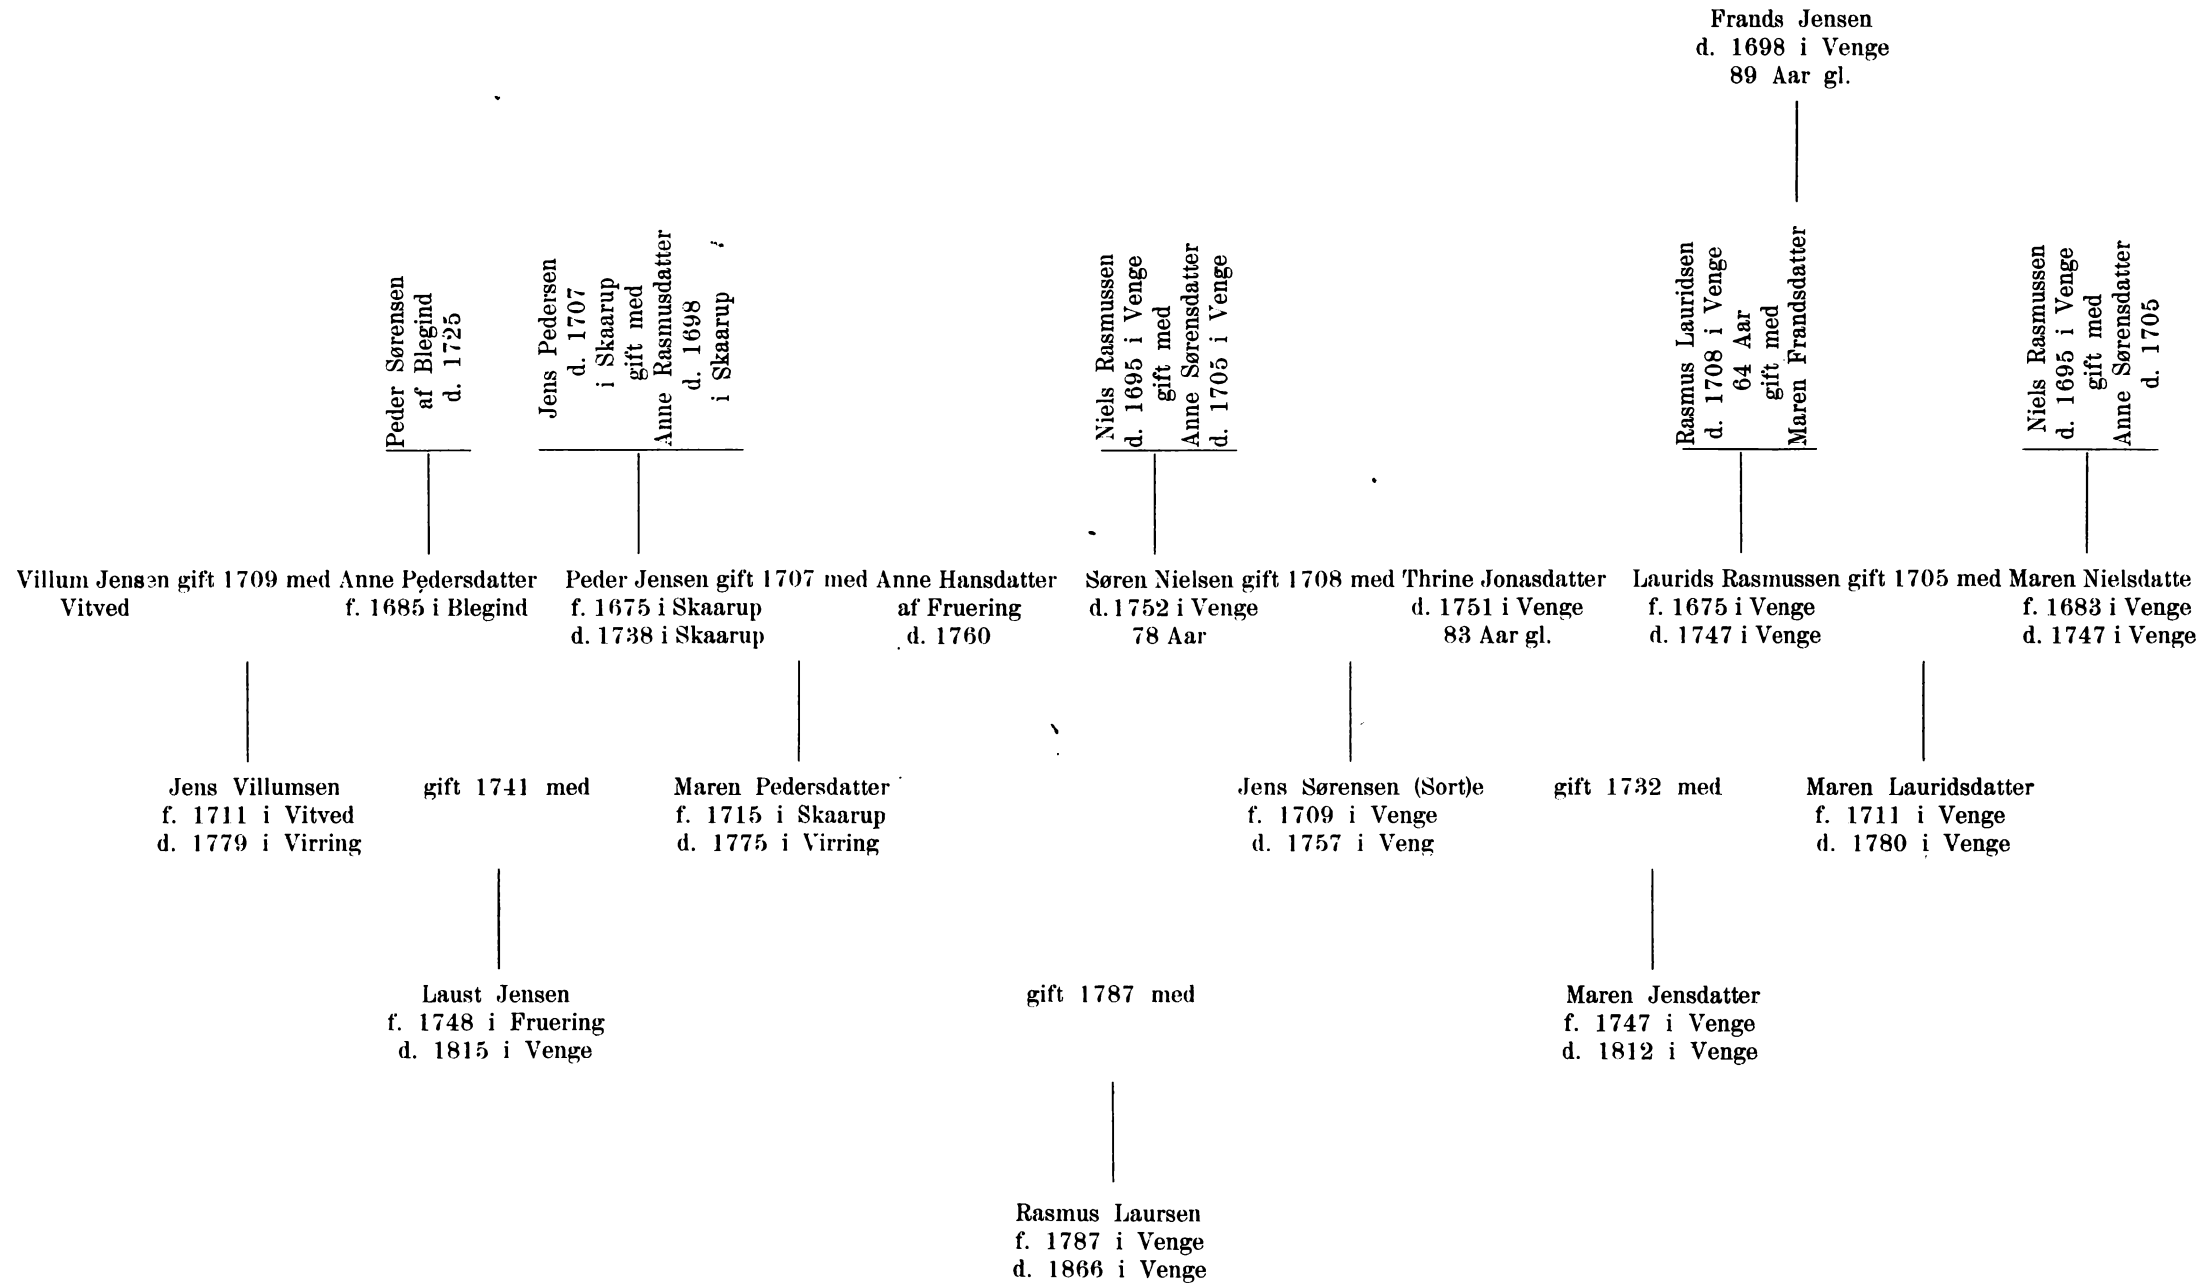 Frands Jensen
d. 1698 i Venge
89 Aar gl.
Peder Sørensen
af Blegind
d. 1725
Jens Pedersen
d. 1707
i Skaarup
gift med
Anne Rasmusdatter
d. 1698
i Skaarup
Niels Rasmussen
d. 1695 i Venge
gift med
Anne Sørensdatter
d. 1705 i Venge
Rasmus Lauridsen
d. 1708 i Venge
64 Aar
gift med
Maren Frandsdatter
Niels Rasmussen
d. 1695 i Venge
gift med
Anne Sørensdatter
d. 1705
Villum Jensen gift 1709 med Anne Pedersdatter
Vitved f. 1685 i Blegind
Peder Jensen gift 1707 med Anne Hansdatter
f. 1675 i Skaarup af Fruering
d. 1738 i Skaarup d. 1760
Søren Nielsen gift 1708 med Thrine Jonasdatter
d. 1752 i Venge d. 1751 i Venge
78 Aar 83 Aar gl.
Laurids Rasmussen gift 1705 med Maren Nielsdatte
f. 1675 i Venge f. 1683 i Venge
d. 1747 i Venge d. 1747 i Venge
Jens Villumsen gift 1741 med Maren Pedersdatter
f. 1711 i Vitved f. 1715 i Skaarup
d. 1779 i Virring d. 1775 i Virring
Jens Sørensen (Sort)e gift 1732 med Maren Lauridsdatter
f. 1709 i Venge f. 1711 i Venge
d. 1757 i Veng d. 1780 i Venge
Laust Jensen gift 1787 med Maren Jensdatter
f. 1748 i Fruering f. 1747 i Venge
d. 1815 i Venge d. 1812 i Venge
Rasmus Laursen
f. 1787 i Venge
d. 1866 i Venge